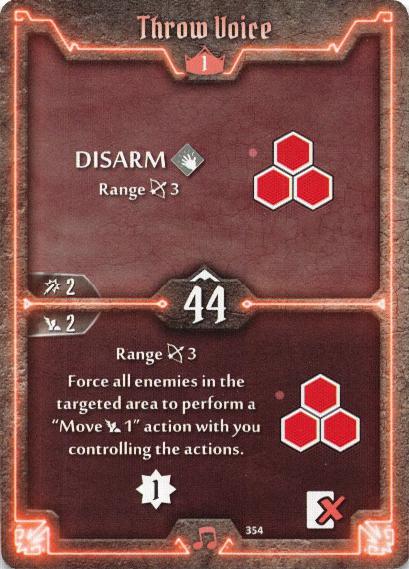 Throw Voice
1
DISARM
Range 3
2
44
2
Range 3
Force all enemies in the
targeted area to perform a
“Move 1” action with you
controlling the actions.
1
354